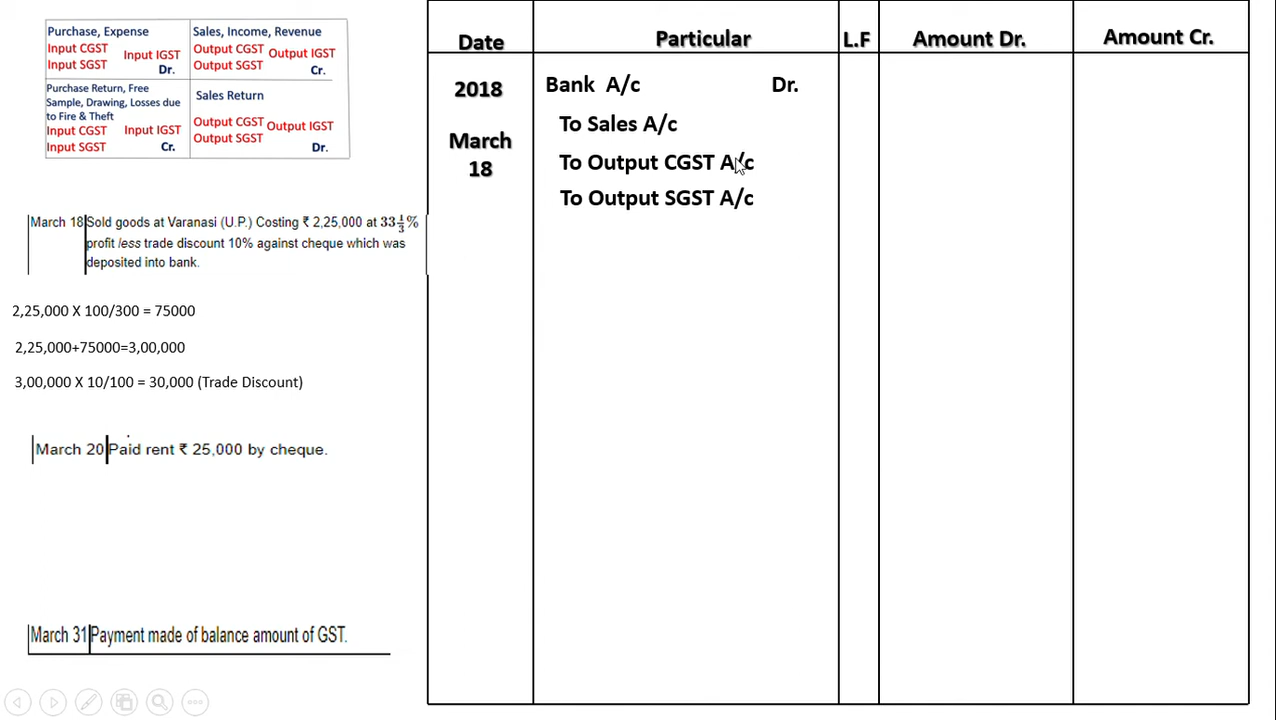 Purchase, Expense
Input CGST
Input IGST
Input SGST
Dr.
Sales, Income, Revenue
Output CGST
Output IGST
Output SGST
Cr.
Purchase Return, Free
Sample, Drawing, Losses due
to Fire & Theft
Input CGST
Input IGST
Input SGST
Cr.
Sales Return
Output CGST
Output IGST
Output SGST
Dr.
March 18 Sold goods at Varanasi (U.P.) Costing ₹ 2,25,000 at 33 1/3%
profit less trade discount 10% against cheque which was
deposited into bank.
2,25,000 X 100/300 = 75000
2,25,000+75000=3,00,000
3,00,000 X 10/100 = 30,000 (Trade Discount)
March 20 Paid rent ₹ 25,000 by cheque.
March 31 Payment made of balance amount of GST.
Date Particular L.F Amount Dr. Amount Cr.
2018 Bank A/c Dr.
To Sales A/c
March
18
To Output CGST A/c
To Output SGST A/c